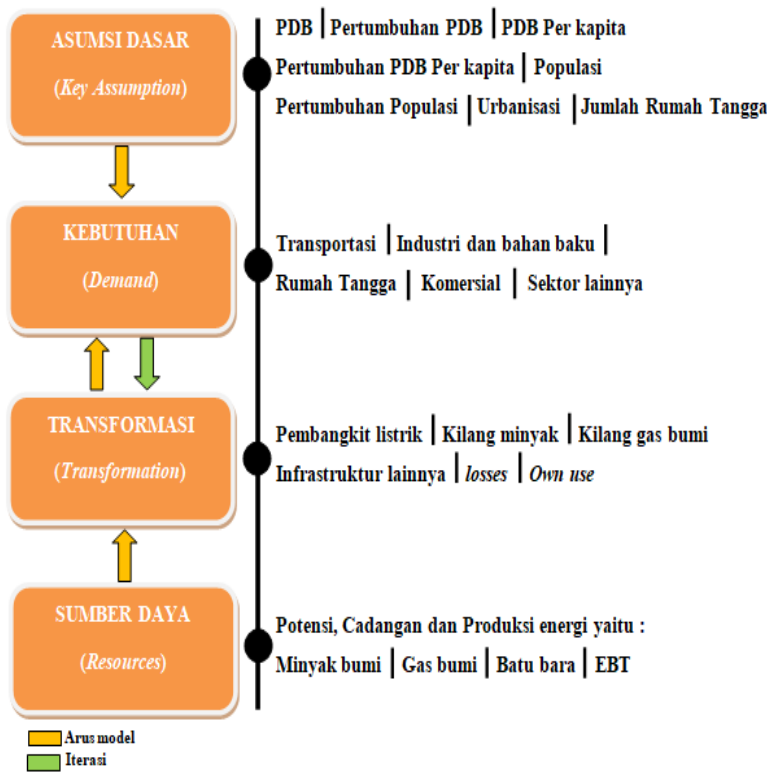 ASUMSI DASAR
(Key Assumption)
PDB | Pertumbuhan PDB | PDB Per kapita
Pertumbuhan PDB Per kapita | Populasi
Pertumbuhan Populasi | Urbanisasi | Jumlah Rumah Tangga
KEBUTUHAN
(Demand)
Transportasi | Industri dan bahan baku |
Rumah Tangga | Komersial | Sektor lainnya
TRANSFORMASI
(Transformation)
Pembangkit listrik | Kilang minyak | Kilang gas bumi
Infrastruktur lainnya | losses | Own use
SUMBER DAYA
(Resources)
Potensi, Cadangan dan Produksi energi yaitu :
Minyak bumi | Gas bumi | Batu bara | EBT
Arus model
Iterasi